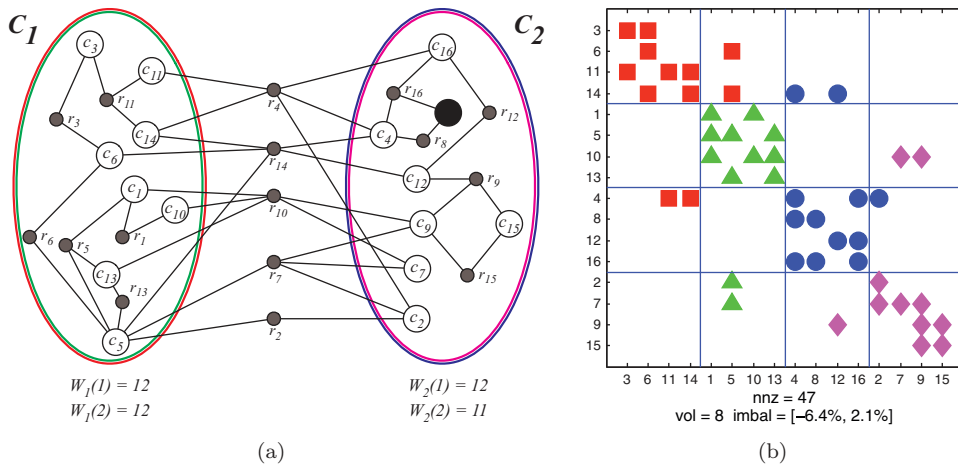 C1 C2
c3
c16
c11
r16
r11
r4
r12
r3
c14
c4
r8
c6
r14
c12
r9
c1
c10
r10
c9
c15
r6
r5
r1
c13
c7
r7
r15
r13
c5
r2
c2
W1(1) = 12 W2(1) = 12
W1(2) = 12 W2(2) = 11
(a)
3
6
11
14
1
5
10
13
4
8
12
16
2
7
9
15
3 6 11 14 1 5 10 13 4 8 12 16 2 7 9 15
nnz = 47
vol = 8 imbal = [−6.4%, 2.1%]
(b)